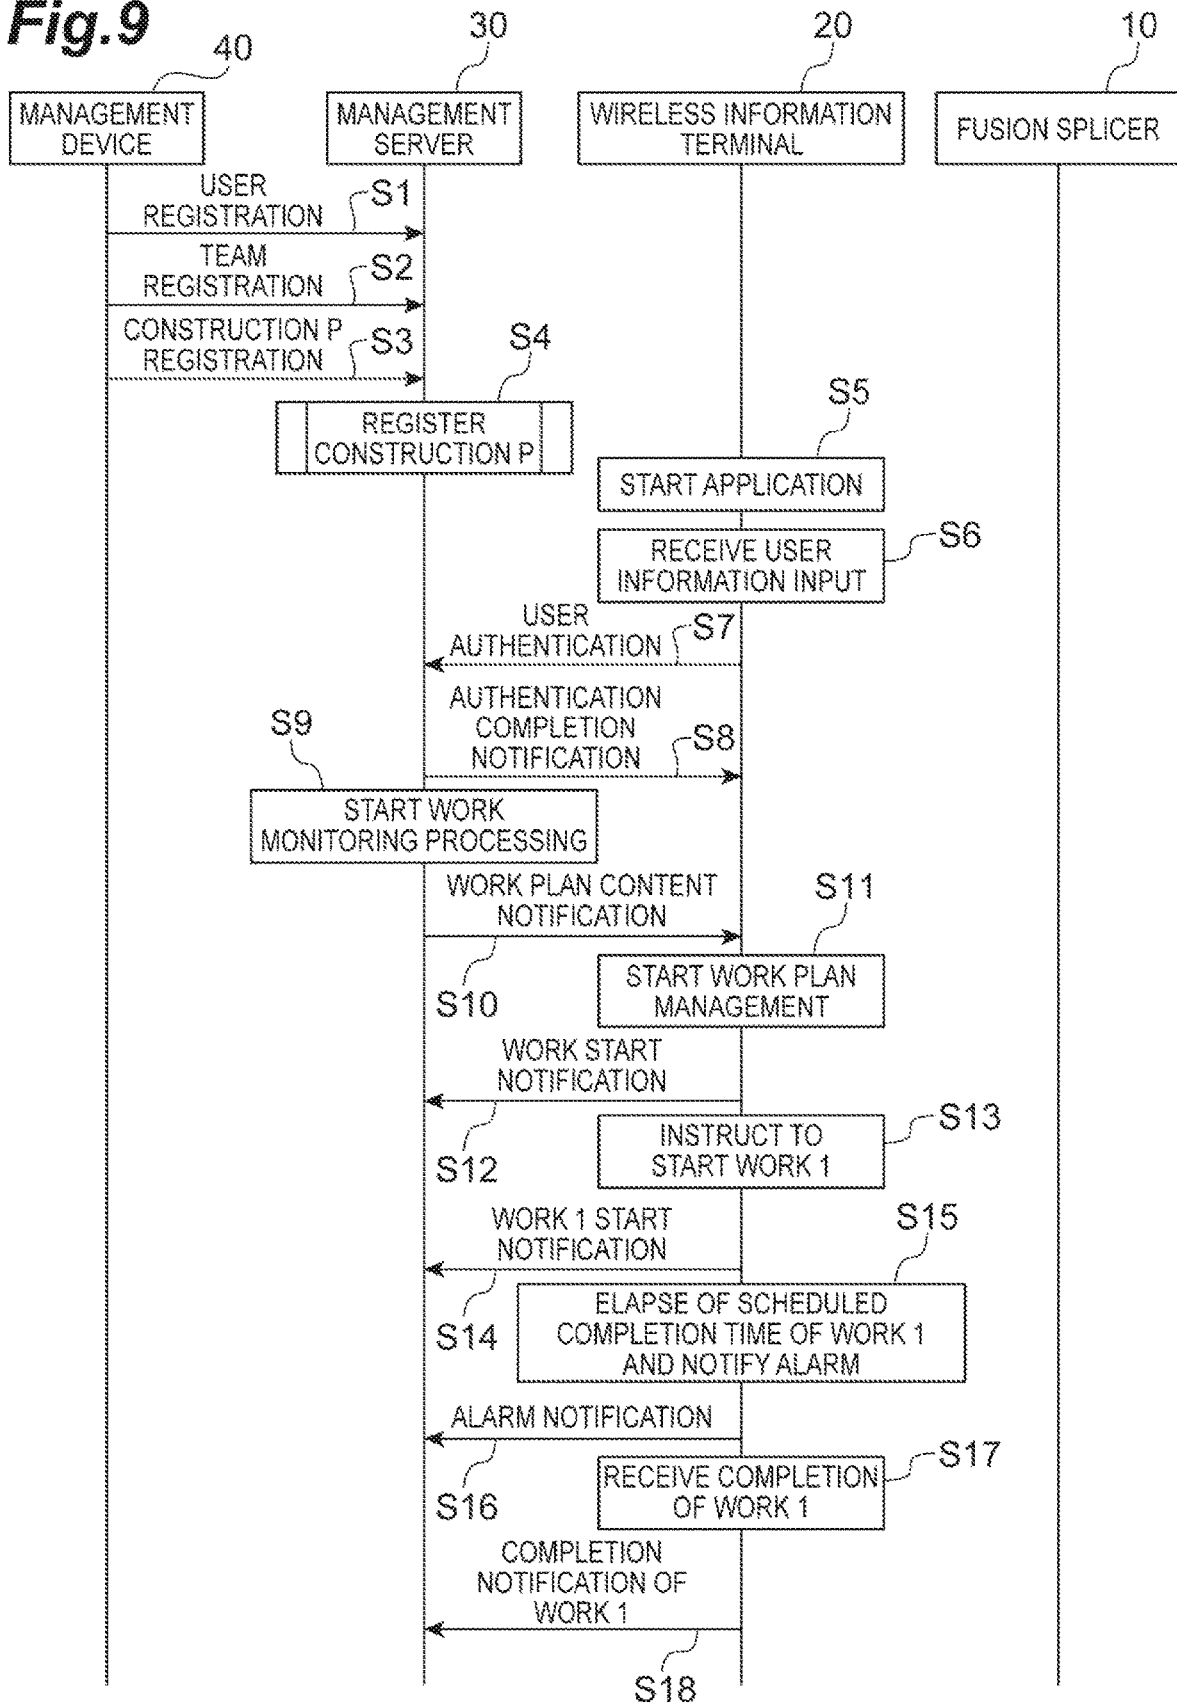 Fig.9
40
30
20
10
MANAGEMENT
DEVICE
MANAGEMENT
SERVER
WIRELESS INFORMATION
TERMINAL
FUSION SPLICER
USER
REGISTRATION
S1
TEAM
REGISTRATION
S2
CONSTRUCTION P
REGISTRATION
S3
S4
REGISTER
CONSTRUCTION P
S5
START APPLICATION
S6
RECEIVE USER
INFORMATION INPUT
USER
AUTHENTICATION
S7
AUTHENTICATION
COMPLETION
NOTIFICATION
S8
S9
START WORK
MONITORING PROCESSING
WORK PLAN CONTENT
NOTIFICATION
S10
S11
START WORK PLAN
MANAGEMENT
WORK START
NOTIFICATION
S12
S13
INSTRUCT TO
START WORK 1
WORK 1 START
NOTIFICATION
S14
S15
ELAPSE OF SCHEDULED
COMPLETION TIME OF WORK 1
AND NOTIFY ALARM
ALARM NOTIFICATION
S16
S17
RECEIVE COMPLETION
OF WORK 1
COMPLETION
NOTIFICATION OF
WORK 1
S18